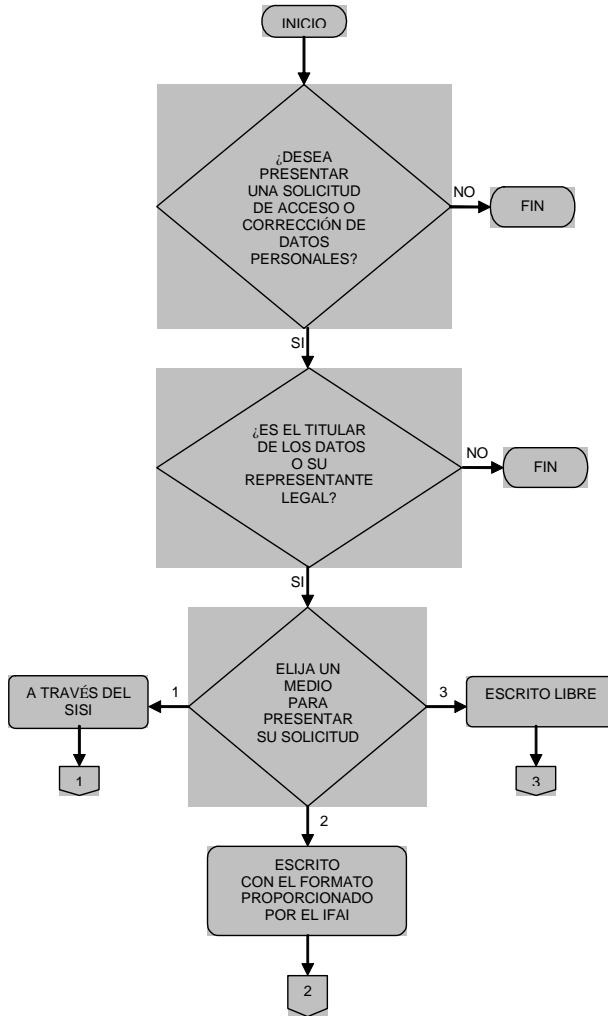 INICIO
¿DESEA
PRESENTAR
UNA SOLICITUD
DE ACCESO O
CORRECCIÓN DE
DATOS
PERSONALES?
NO
FIN
SI
¿ES EL TITULAR
DE LOS DATOS
O SU
REPRESENTANTE
LEGAL?
NO
FIN
SI
ELIJA UN
MEDIO
PARA
PRESENTAR
SU SOLICITUD
1
A TRAVÉS DEL
SISI
1
3
ESCRITO LIBRE
3
2
ESCRITO
CON EL FORMATO
PROPORCIONADO
POR EL IFAI
2